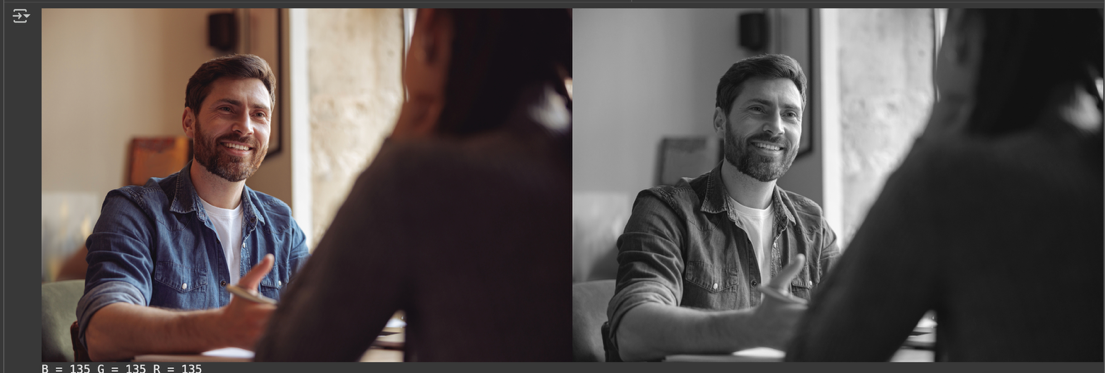 B = 135 G = 135 R = 135